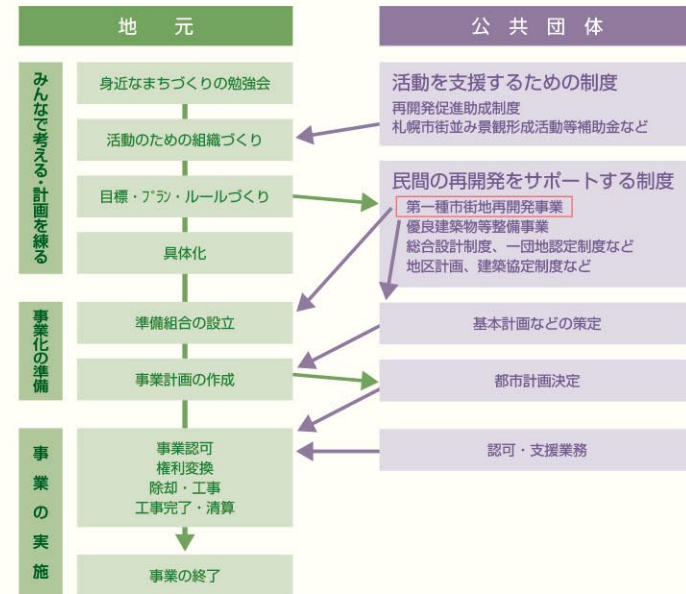 地元
公共団体
みんなで考える・計画を練る
身近なまちづくりの勉強会
活動のための組織づくり
目標・プラン・ルールづくり
具体化
活動を支援するための制度
再開発促進助成制度
札幌市街並み景観形成活動等補助金など
民間の再開発をサポートする制度
第一種市街地再開発事業
優良建築物等整備事業
総合設計制度、一団地認定制度など
地区計画、建築協定制度など
事業化の準備
準備組合の設立
事業計画の作成
基本計画などの策定
都市計画決定
事業の実施
事業認可
権利変換
除却・工事
工事完了・清算
事業の終了
認可・支援業務